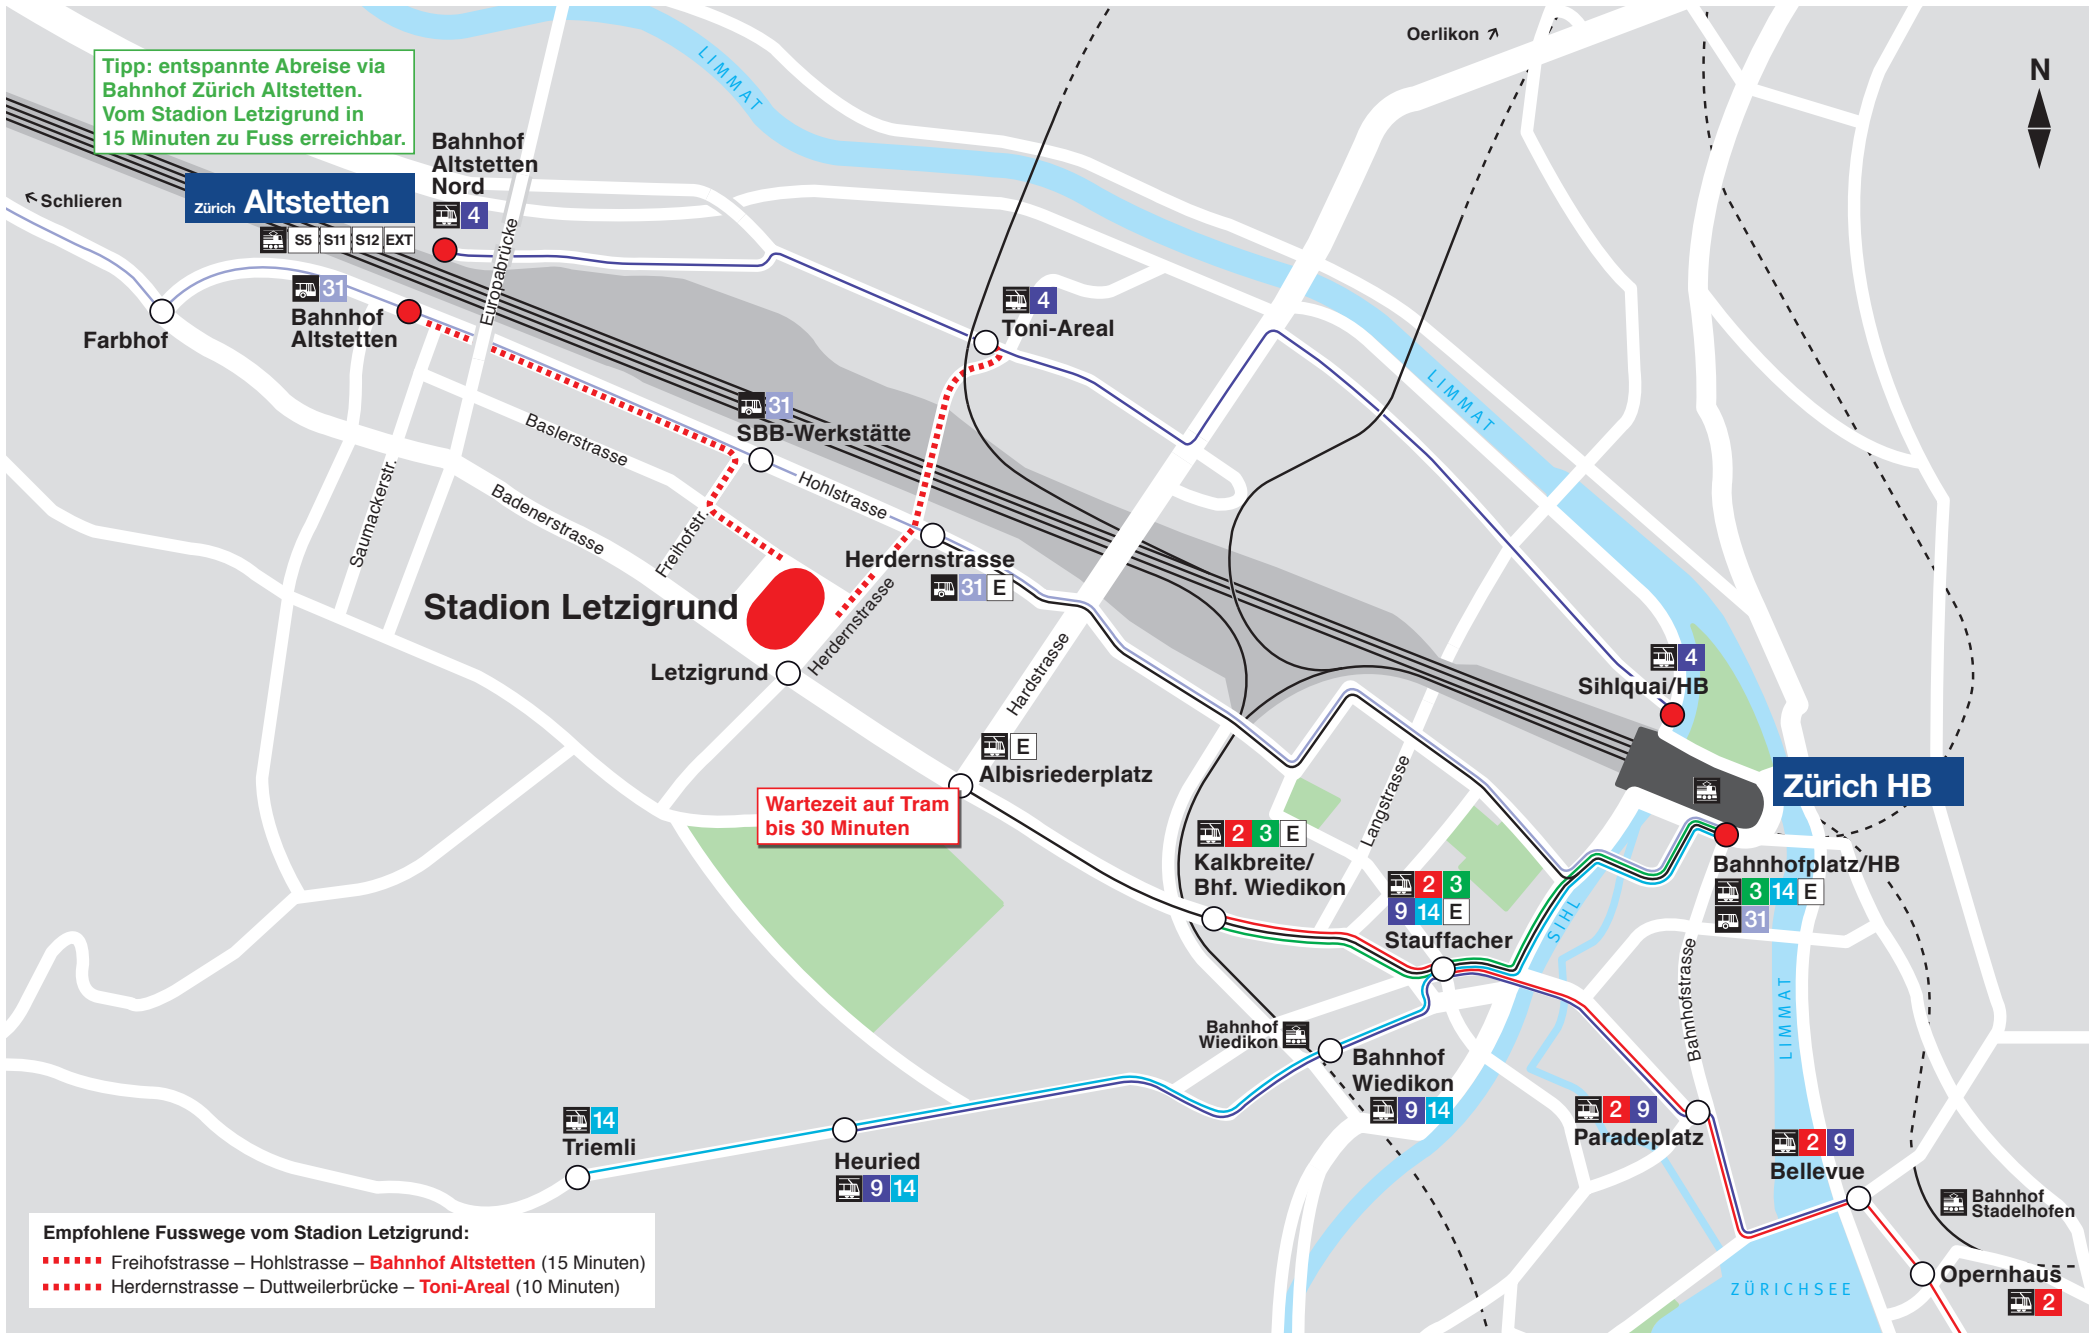 Oerlikon
N
LIMMAT
Tipp: entspannte Abreise via
Bahnhof Zürich Altstetten.
Vom Stadion Letzigrund in
15 Minuten zu Fuss erreichbar.
Bahnhof
Altstetten
Nord
4
Schlieren
Zürich Altstetten
S5 S11 S12 EXT
Europabrücke
31
Bahnhof
Altstetten
Farbhof
4
Toni-Areal
31
SBB-Werkstätte
LIMMAT
Baslerstrasse
Hohlstrasse
Saumackerstr.
Badenerstrasse
Freihofstr.
Herdernstrasse
31 E
Stadion Letzigrund
Herdernstrasse
Letzigrund
Hardstrasse
4
Sihlquai/HB
E
Albisriederplatz
Wartezeit auf Tram
bis 30 Minuten
Langstrasse
Zürich HB
2 3 E
Kalkbreite/
Bhf. Wiedikon
2 3
9 14 E
Stauffacher
SIHL
Bahnhofplatz/HB
3 14 E
31
Bahnhofstrasse
LIMMAT
Bahnhof
Wiedikon
Bahnhof
Wiedikon
9 14
14
Triemli
Heuried
9 14
2 9
Paradeplatz
2 9
Bellevue
Bahnhof
Stadelhofen
Opernhaus
2
ZÜRICHSEE
Empfohlene Fusswege vom Stadion Letzigrund:
Freihofstrasse – Hohlstrasse – Bahnhof Altstetten (15 Minuten)
Herdernstrasse – Duttweilerbrücke – Toni-Areal (10 Minuten)